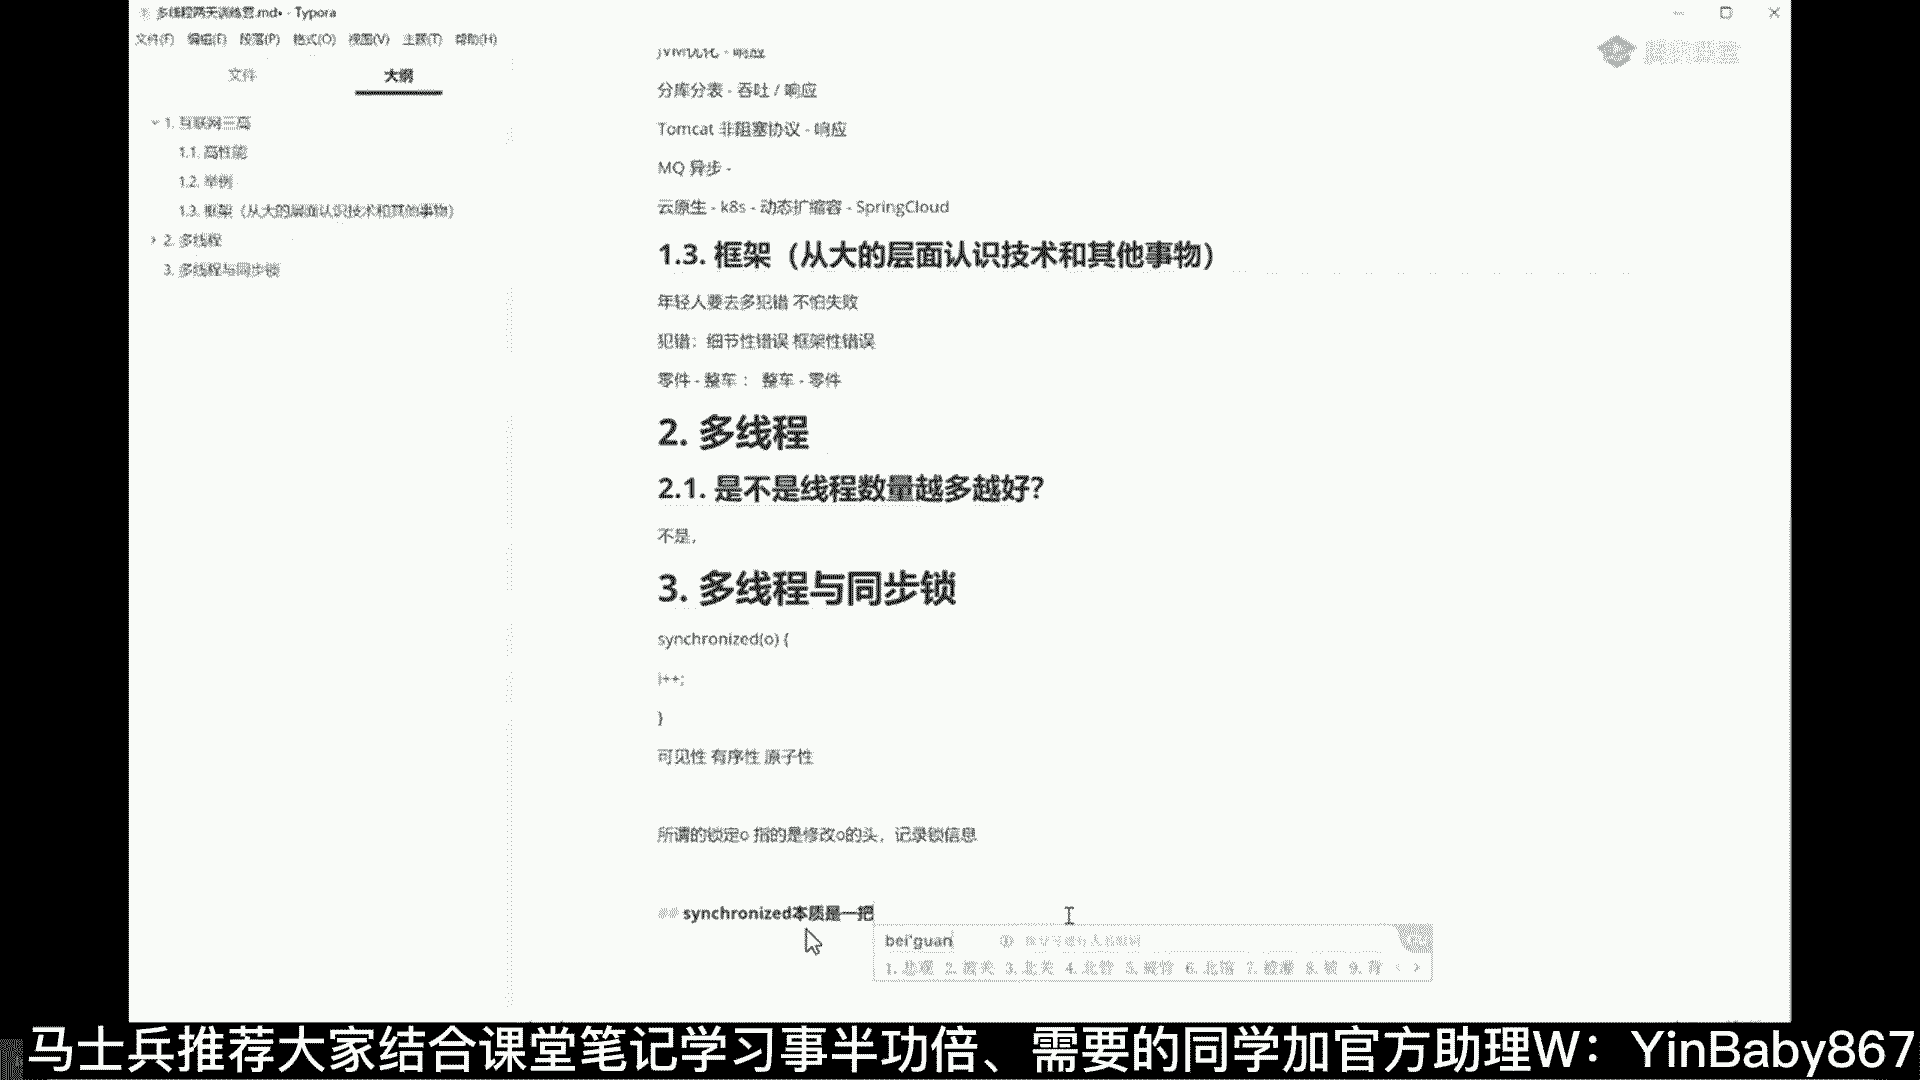 多线程两天训练营.md• - Typora
文件(F) 编辑(E) 段落(P) 格式(O) 视图(V) 主题(T) 帮助(H)
文件 大纲
1. 互联网三高
1.1. 高性能
1.2. 举例
1.3. 框架（从大的层面认识技术和其他事物）
2. 多线程
3. 多线程与同步锁
JVM优化 - 响应
分库分表 - 吞吐 / 响应
Tomcat 非阻塞协议 - 响应
MQ 异步 -
云原生 - k8s - 动态扩缩容 - SpringCloud
1.3. 框架（从大的层面认识技术和其他事物）
年轻人要去多犯错 不怕失败
犯错：细节性错误 框架性错误
零件 - 整车 ： 整车 - 零件
2. 多线程
2.1. 是不是线程数量越多越好？
不是，
3. 多线程与同步锁
synchronized(o) {
i++;
}
可见性 有序性 原子性
所谓的锁定o 指的是修改o的头，记录锁信息
## synchronized本质是一把
bei'guan
1. 悲观 2. 被关 3. 北关 4. 北管
马士兵推荐大家结合课堂笔记学习事半功倍、需要的同学加官方助理W：YinBaby867